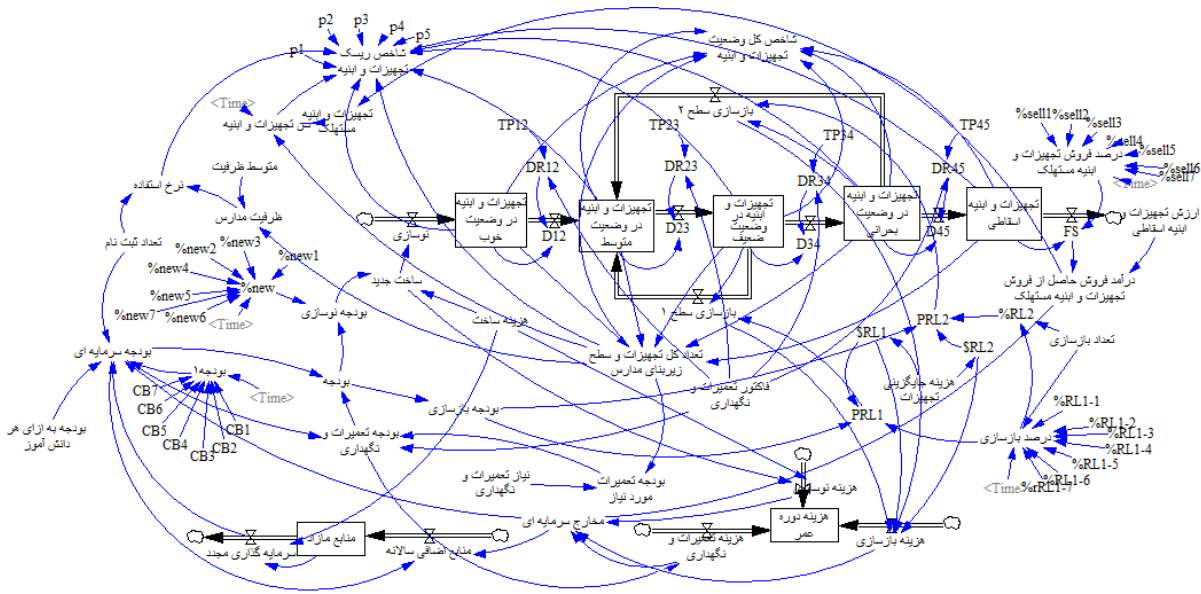 p2
p3
p4
p5
p1
شاخص ریسک
تجهیزات و ابنیه
شاخص کل وضعیت
تجهیزات و ابنیه
<Time>
تجهیزات و ابنیه
مستهلک
سن تجهیزات و ابنیه
متوسط ظرفیت
نرخ استفاده
ظرفیت مدارس
تعداد ثبت نام
TP12
TP23
TP34
TP45
DR12
DR23
DR34
DR45
بازسازی سطح ۲
نوسازی
تجهیزات و ابنیه
در وضعیت
خوب
D12
تجهیزات و ابنیه
در وضعیت
متوسط
D23
تجهیزات و
ابنیه در
وضعیت
ضعیف
D34
تجهیزات و ابنیه
در وضعیت
بحرانی
D45
تجهیزات و ابنیه
اسقاطی
FS
ارزش تجهیزات و
ابنیه اسقاطی
%sell1
%sell2
%sell3
%sell4
%sell5
%sell6
%sell7
درصد فروش تجهیزات و
ابنیه مستهلک
<Time>
درآمد فروش حاصل از فروش
تجهیزات و ابنیه مستهلک
%new2
%new3
%new1
%new4
%new
%new5
%new7
%new6
<Time>
ساخت جدید
بودجه نوسازی
هزینه ساخت
بازسازی سطح ۱
تعداد کل تجهیزات و سطح
زیربنای مدارس
$RL1
PRL2
%RL2
$RL2
تعداد بازسازی
بودجه سرمایه ای
بودجه۱
<Time>
CB7
CB6
CB5
CB4
CB3
CB2
CB1
بودجه
بودجه به ازای هر
دانش آموز
بودجه بازسازی
بودجه تعمیرات و
نگهداری
فاکتور تعمیرات و
نگهداری
هزینه جایگزینی
تجهیزات
PRL1
%RL1-1
%RL1-2
%RL1-3
%RL1-4
%RL1-5
%RL1-6
%rRL1-7
درصد بازسازی
<Time>
نیاز تعمیرات و
نگهداری
بودجه تعمیرات
مورد نیاز
هزینه نوسازی
مخارج سرمایه ای
منابع مازاد
سرمایه گذاری مجدد
منابع اضافی سالانه
هزینه تعمیرات و
نگهداری
هزینه دوره
عمر
هزینه بازسازی